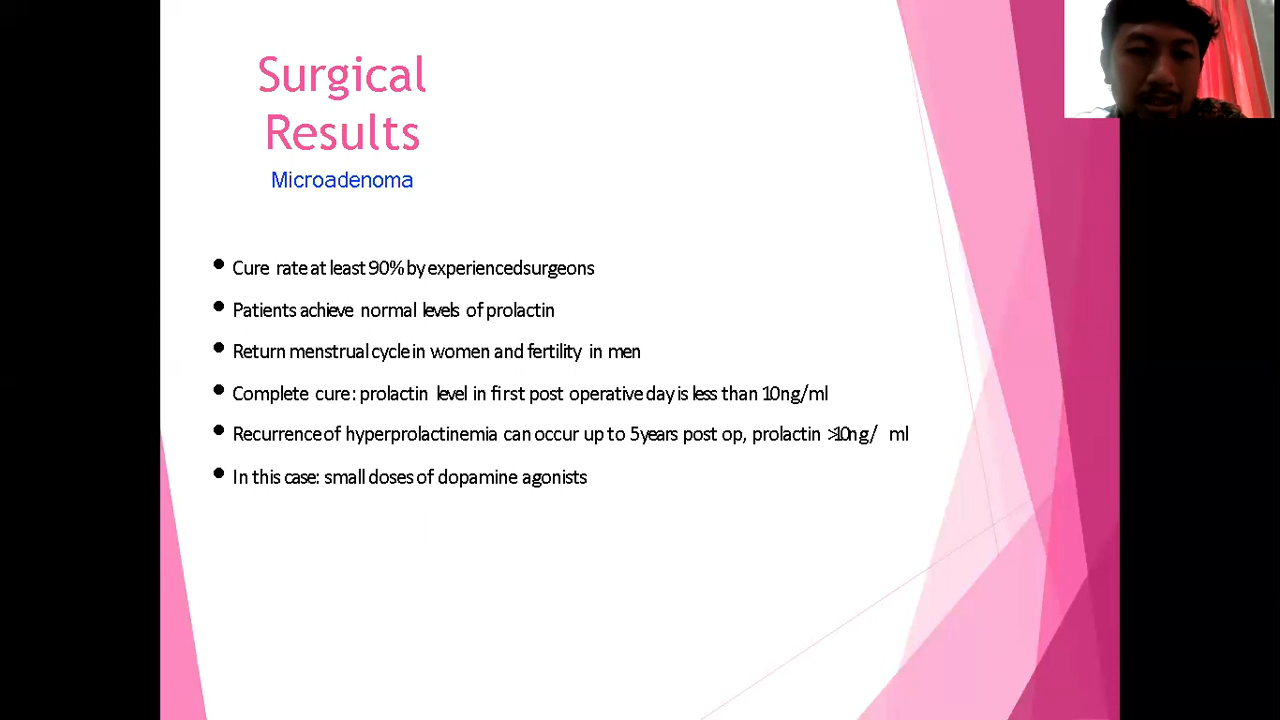 Surgical
Results
Microadenoma
• Cure rate at least 90% by experienced surgeons
• Patients achieve normal levels of prolactin
• Return menstrual cycle in women and fertility in men
• Complete cure: prolactin level in first post operative day is less than 10ng/ml
• Recurrence of hyperprolactinemia can occur up to 5years post op, prolactin >10ng/ ml
• In this case: small doses of dopamine agonists